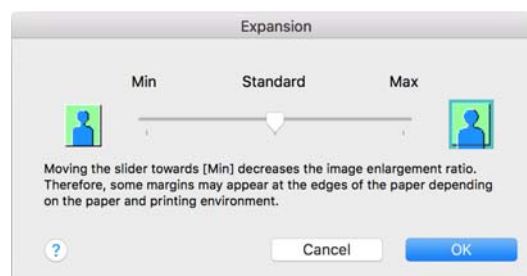 Expansion
Min Standard Max
Moving the slider towards [Min] decreases the image enlargement ratio.
Therefore, some margins may appear at the edges of the paper depending
on the paper and printing environment.
? Cancel OK